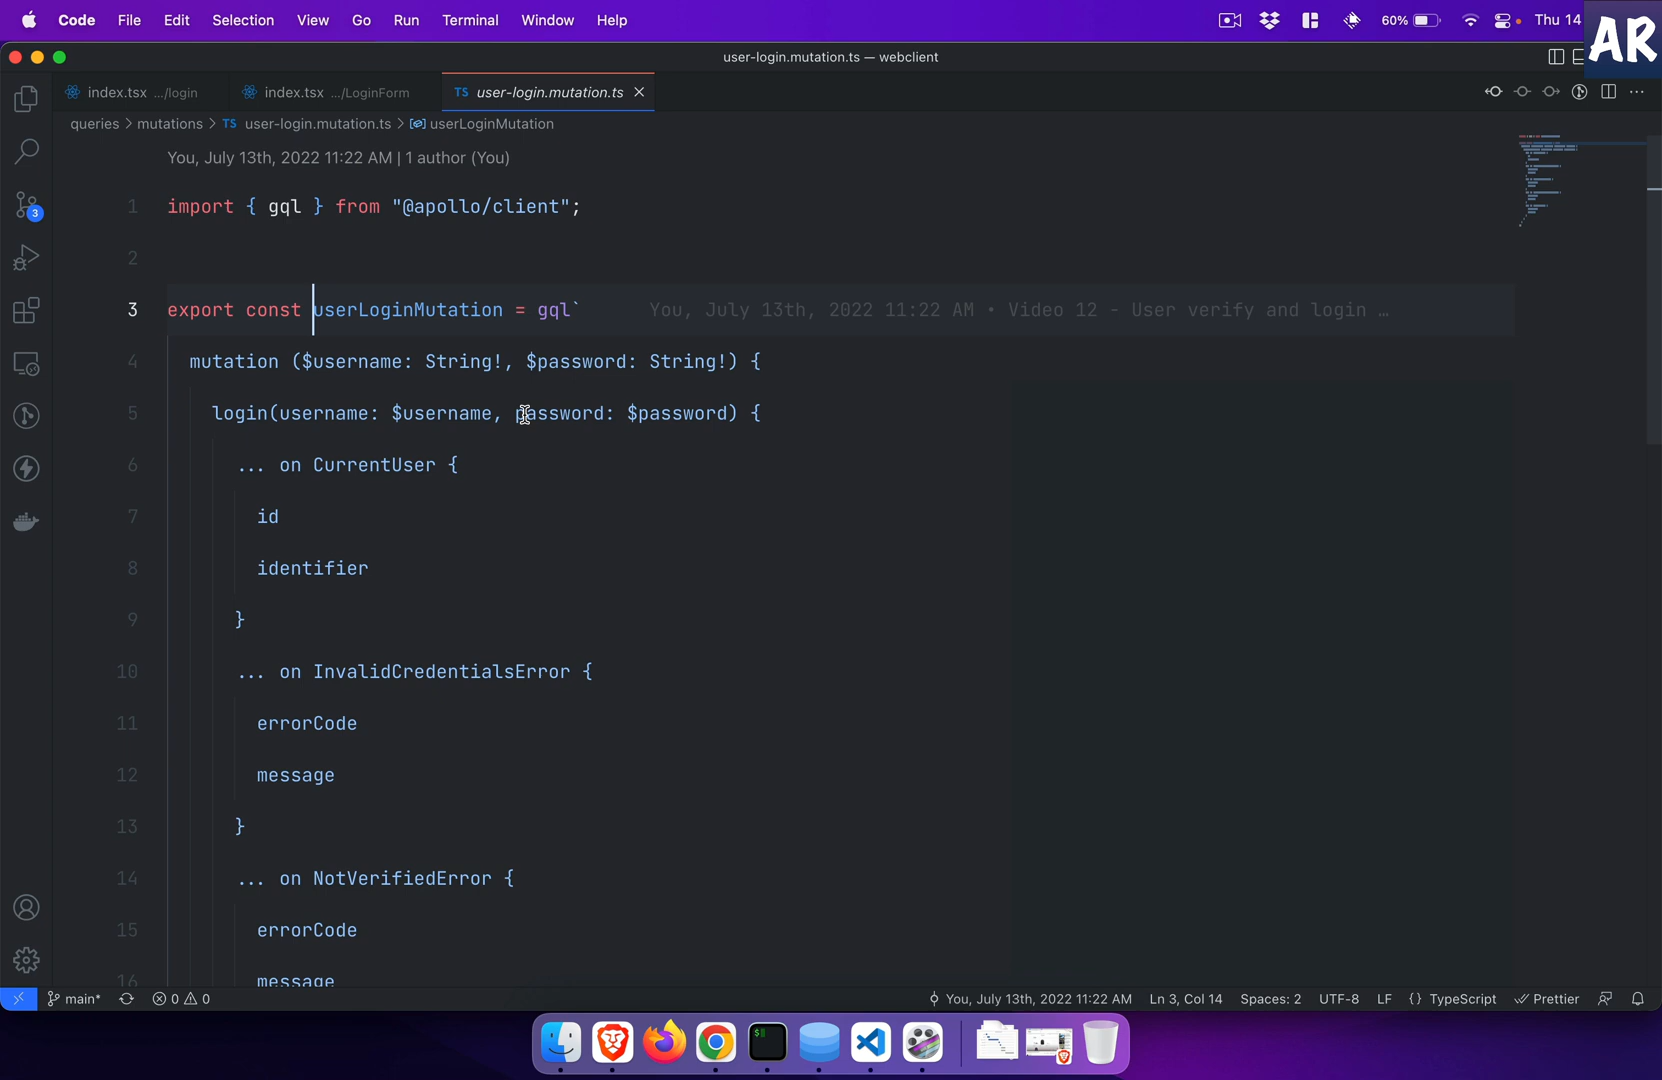 Code File Edit Selection View Go Run Terminal Window Help 60% Thu 14
AR
user-login.mutation.ts — webclient
index.tsx .../login index.tsx .../LoginForm TS user-login.mutation.ts
queries > mutations > TS user-login.mutation.ts > userLoginMutation
You, July 13th, 2022 11:22 AM | 1 author (You)
1 import { gql } from "@apollo/client";
2
3 export const userLoginMutation = gql` You, July 13th, 2022 11:22 AM • Video 12 - User verify and login …
4 mutation ($username: String!, $password: String!) {
5 login(username: $username, password: $password) {
6 ... on CurrentUser {
7 id
8 identifier
9 }
10 ... on InvalidCredentialsError {
11 errorCode
12 message
13 }
14 ... on NotVerifiedError {
15 errorCode
16 message
3
main* 0 0 You, July 13th, 2022 11:22 AM Ln 3, Col 14 Spaces: 2 UTF-8 LF {} TypeScript Prettier
$